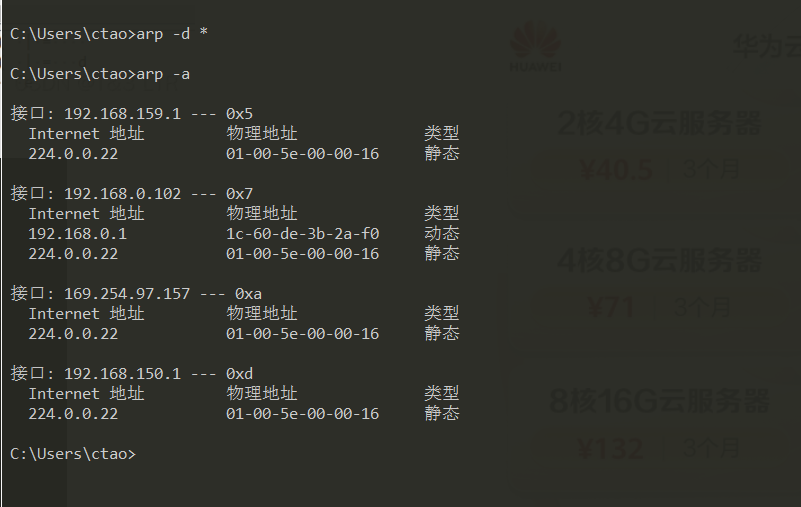 C:\Users\ctao>arp -d *
C:\Users\ctao>arp -a
接口: 192.168.159.1 --- 0x5
Internet 地址 物理地址 类型
224.0.0.22 01-00-5e-00-00-16 静态
接口: 192.168.0.102 --- 0x7
Internet 地址 物理地址 类型
192.168.0.1 1c-60-de-3b-2a-f0 动态
224.0.0.22 01-00-5e-00-00-16 静态
接口: 169.254.97.157 --- 0xa
Internet 地址 物理地址 类型
224.0.0.22 01-00-5e-00-00-16 静态
接口: 192.168.150.1 --- 0xd
Internet 地址 物理地址 类型
224.0.0.22 01-00-5e-00-00-16 静态
C:\Users\ctao>
HUAWEI
华为云
2核4G云服务器
¥40.5 3个月
4核8G云服务器
¥71 3个月
8核16G云服务器
¥132 3个月